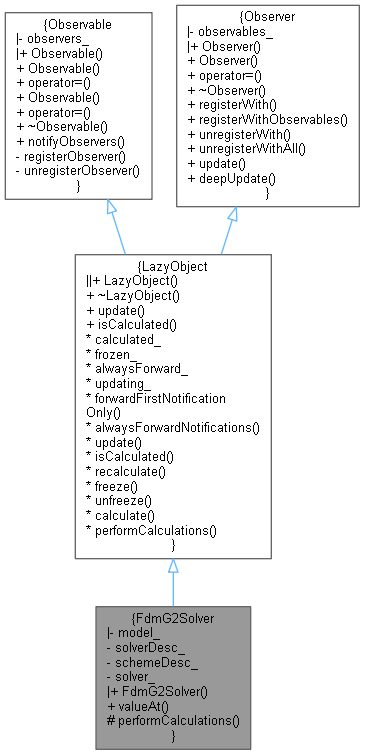 {Observable
|- observers_
|+ Observable()
+ Observable()
+ operator=()
+ Observable()
+ operator=()
+ ~Observable()
+ notifyObservers()
- registerObserver()
- unregisterObserver()
}
{Observer
|- observables_
|+ Observer()
+ Observer()
+ operator=()
+ ~Observer()
+ registerWith()
+ registerWithObservables()
+ unregisterWith()
+ unregisterWithAll()
+ update()
+ deepUpdate()
}
{LazyObject
||+ LazyObject()
+ ~LazyObject()
+ update()
+ isCalculated()
* calculated_
* frozen_
* alwaysForward_
* updating_
* forwardFirstNotification
Only()
* alwaysForwardNotifications()
* update()
* isCalculated()
* recalculate()
* freeze()
* unfreeze()
* calculate()
* performCalculations()
}
{FdmG2Solver
|- model_
- solverDesc_
- schemeDesc_
- solver_
|+ FdmG2Solver()
+ valueAt()
# performCalculations()
}